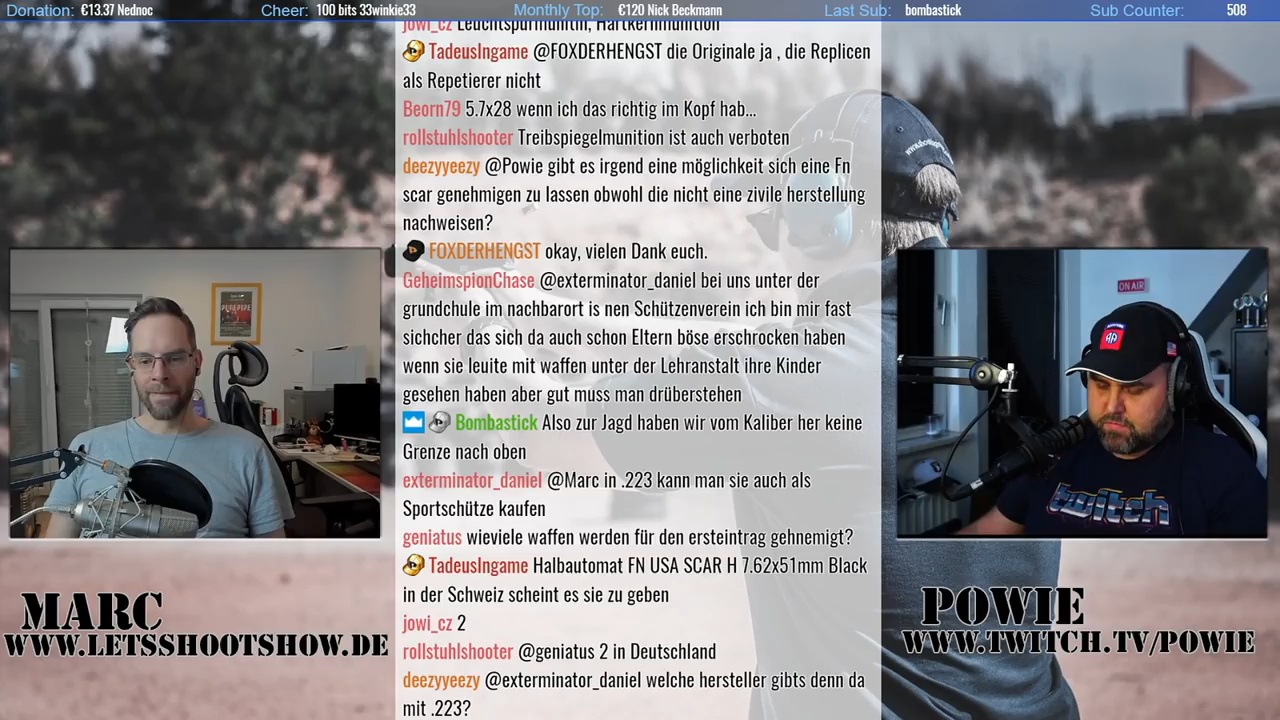 Donation: €13.37 Nednoc Cheer: 100 bits 33winkie33 Monthly Top: €120 Nick Beckmann Last Sub: bombastick Sub Counter: 508
jowi_cz Leuchtspurmunition, Hartkernmunition
TadeusIngame @FOXDERHENGST die Originale ja , die Replicen
als Repetierer nicht
Beorn79 5.7x28 wenn ich das richtig im Kopf hab...
rollstuhlshooter Treibspiegelmunition ist auch verboten
deezyyeezy @Powie gibt es irgend eine möglichkeit sich eine Fn
scar genehmigen zu lassen obwohl die nicht eine zivile herstellung
nachweisen?
FOXDERHENGST okay, vielen Dank euch.
GeheimspionChase @exterminator_daniel bei uns unter der
grundchule im nachbarort is nen Schützenverein ich bin mir fast
sihcher das sich da auch schon Eltern böse erschrocken haben
wenn sie leuite mit waffen unter der Lehranstalt ihre Kinder
gesehen haben aber gut muss man drüberstehen
Bombastick Also zur Jagd haben wir vom Kaliber her keine
Grenze nach oben
exterminator_daniel @Marc in .223 kann man sie auch als
Sportschütze kaufen
geniatus wieviele waffen werden für den ersteintrag gehnemigt?
TadeusIngame Halbautomat FN USA SCAR H 7.62x51mm Black
in der Schweiz scheint es sie zu geben
jowi_cz 2
rollstuhlshooter @geniatus 2 in Deutschland
deezyyeezy @exterminator_daniel welche hersteller gibts denn da
mit .223?
MARC
WWW.LETSSHOOTSHOW.DE
ON AIR
AA
twitch
POWIE
WWW.TWITCH.TV/POWIE